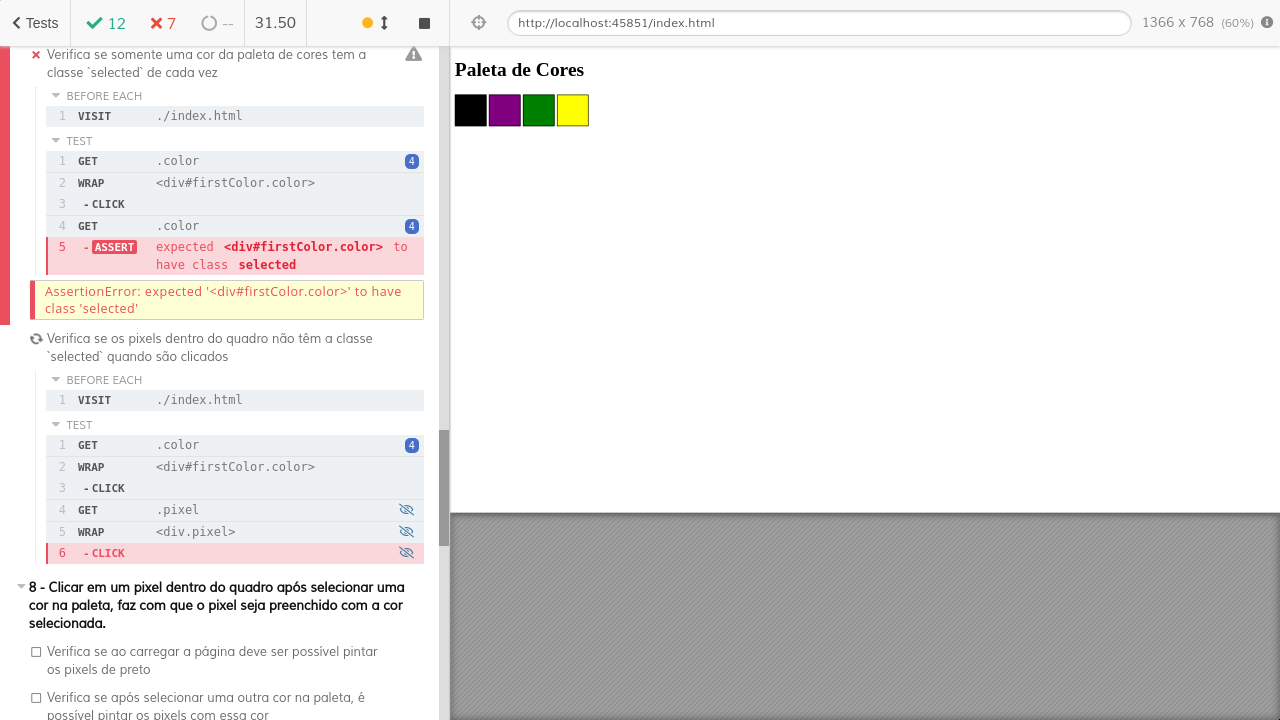 Tests 12 7 -- 31.50 http://localhost:45851/index.html 1366 x 768 (60%)
Verifica se somente uma cor da paleta de cores tem a
classe `selected` de cada vez
BEFORE EACH
1 VISIT ./index.html
TEST
1 GET .color 4
2 WRAP <div#firstColor.color>
3 -CLICK
4 GET .color 4
5 -ASSERT expected <div#firstColor.color> to
have class selected
AssertionError: expected '<div#firstColor.color>' to have
class 'selected'
Verifica se os pixels dentro do quadro não têm a classe
`selected` quando são clicados
BEFORE EACH
1 VISIT ./index.html
TEST
1 GET .color 4
2 WRAP <div#firstColor.color>
3 -CLICK
4 GET .pixel
5 WRAP <div.pixel>
6 -CLICK
8 - Clicar em um pixel dentro do quadro após selecionar uma
cor na paleta, faz com que o pixel seja preenchido com a cor
selecionada.
Verifica se ao carregar a página deve ser possível pintar
os pixels de preto
Verifica se após selecionar uma outra cor na paleta, é
possível pintar os pixels com essa cor
Paleta de Cores